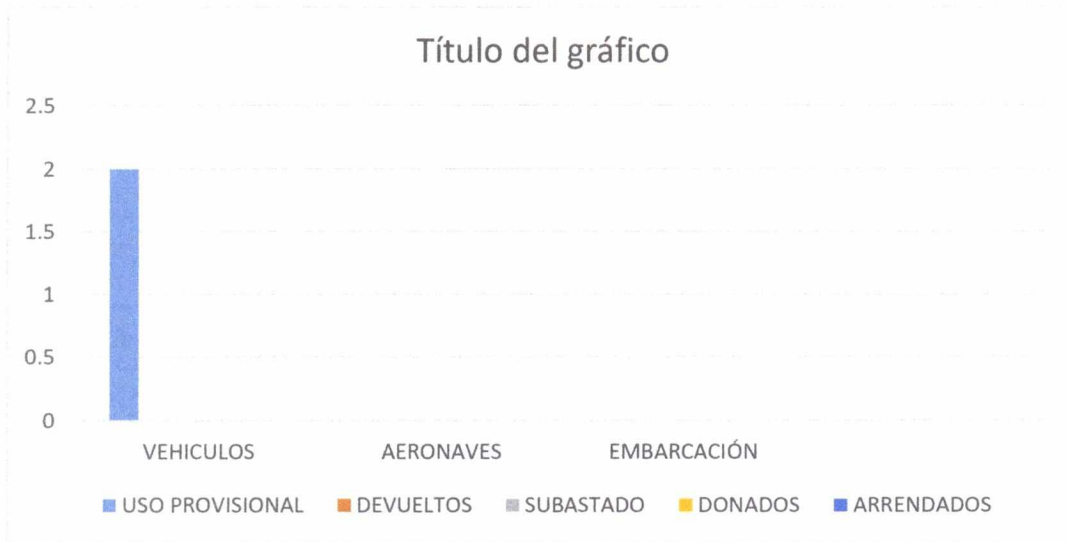 Título del gráfico
2.5
2
1.5
1
0.5
0
VEHICULOS AERONAVES EMBARCACIÓN
USO PROVISIONAL DEVUELTOS SUBASTADO DONADOS ARRENDADOS